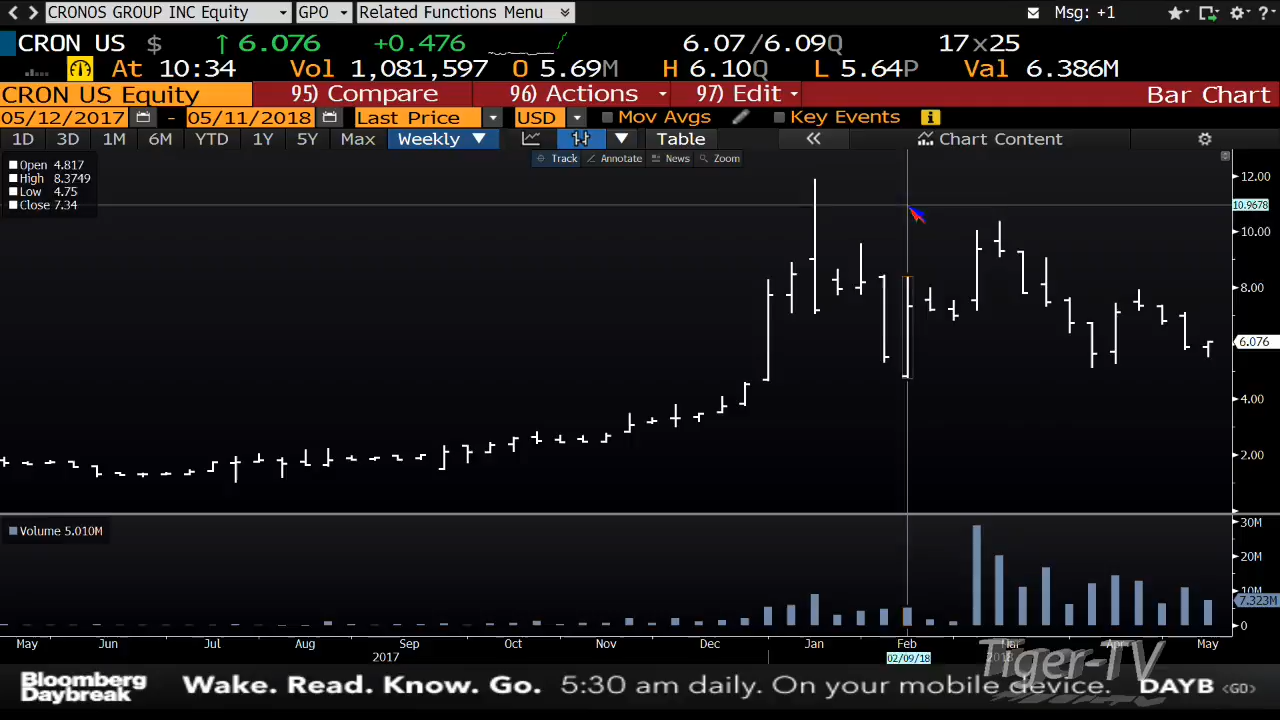 CRONOS GROUP INC Equity GPO Related Functions Menu Msg: +1 ?
CRON US $ ↑ 6.076 +0.476 6.07/6.09Q 17x25
At 10:34 Vol 1,081,597 O 5.69M H 6.10Q L 5.64P Val 6.386M
CRON US Equity 95) Compare 96) Actions 97) Edit Bar Chart
05/12/2017 - 05/11/2018 Last Price USD Mov Avgs Key Events
1D 3D 1M 6M YTD 1Y 5Y Max Weekly ▼ Table « Chart Content
Track Annotate News Zoom
Open 4.817
High 8.3749
Low 4.75
Close 7.34
12.00
10.9678
10.00
8.00
6.076
4.00
2.00
Volume 5.010M
30M
20M
10M
7.323M
0
May Jun Jul Aug Sep Oct Nov Dec Jan Feb Mar Apr May
2017 02/09/18 2018
Tiger-TV
Bloomberg
Daybreak
Wake. Read. Know. Go. 5:30 am daily. On your mobile device. DAYB <GO>